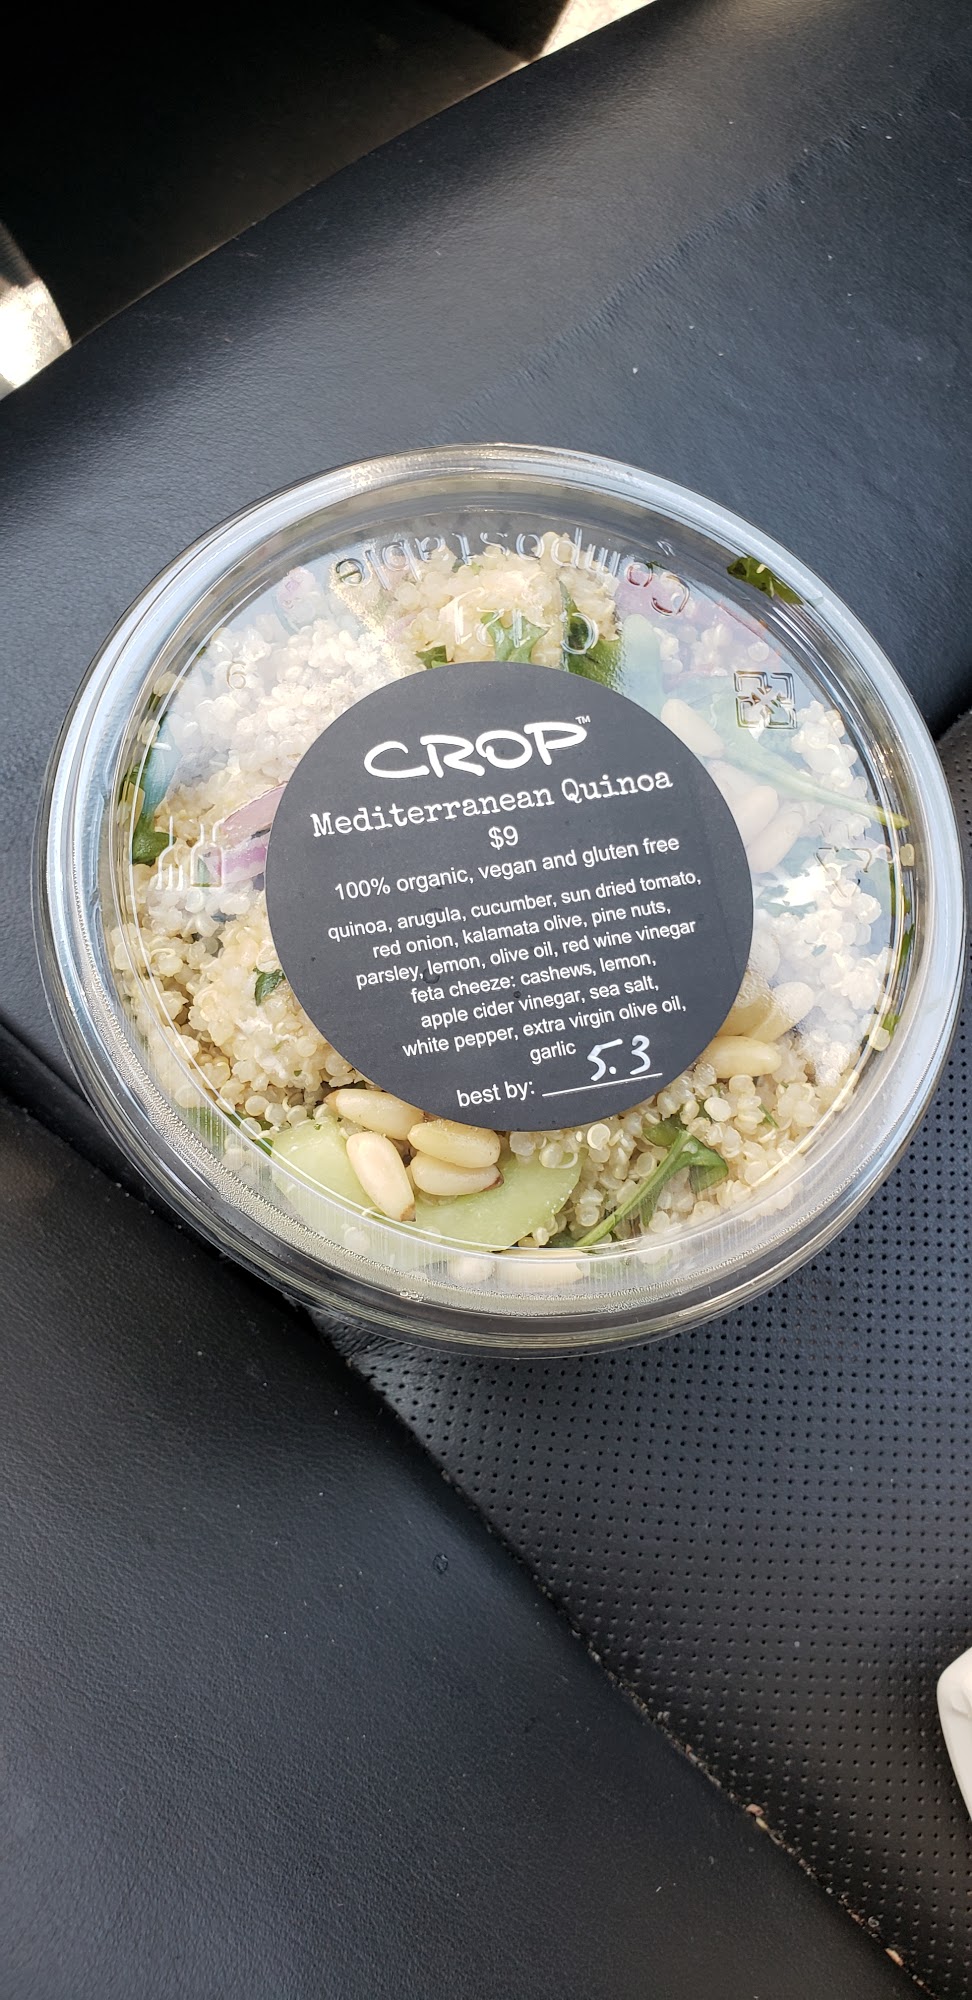 Compostable
CROP™
Mediterranean Quinoa
$9
100% organic, vegan and gluten free
quinoa, arugula, cucumber, sun dried tomato,
red onion, kalamata olive, pine nuts,
parsley, lemon, olive oil, red wine vinegar
feta cheeze: cashews, lemon,
apple cider vinegar, sea salt,
white pepper, extra virgin olive oil,
garlic
best by: 5.3